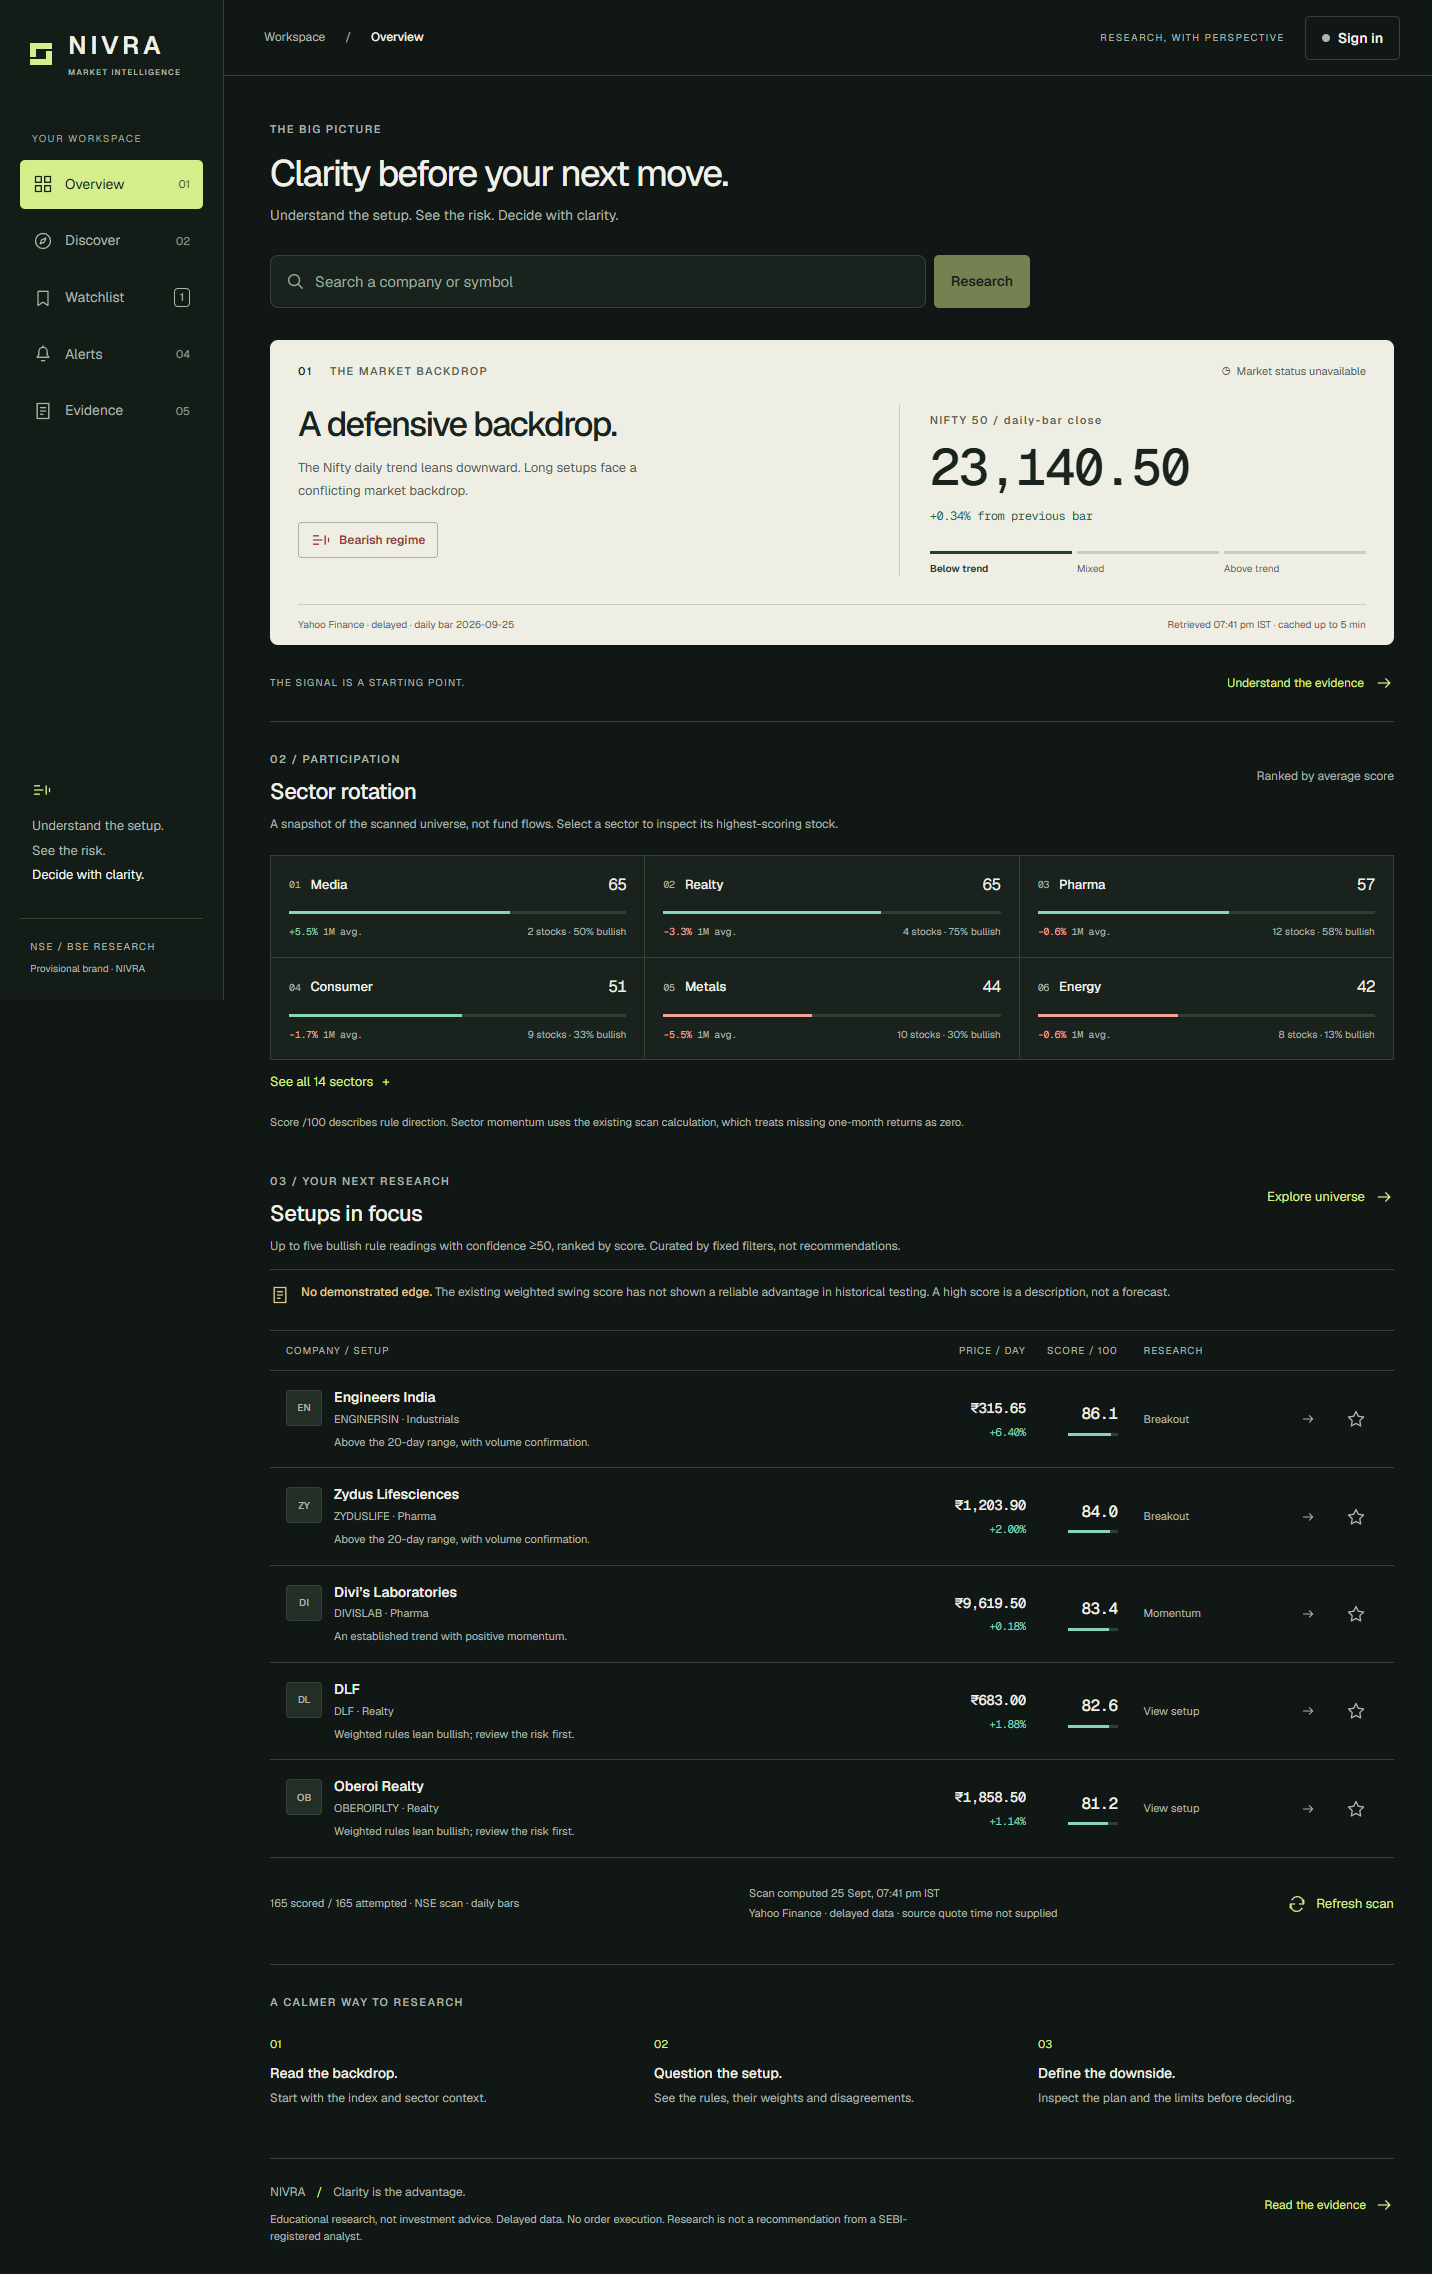 NIVRA
MARKET INTELLIGENCE
YOUR WORKSPACE
Overview 01
Discover 02
Watchlist 1
Alerts 04
Evidence 05
Understand the setup.
See the risk.
Decide with clarity.
NSE / BSE RESEARCH
Provisional brand · NIVRA
Workspace / Overview
RESEARCH, WITH PERSPECTIVE
Sign in
THE BIG PICTURE
Clarity before your next move.
Understand the setup. See the risk. Decide with clarity.
Search a company or symbol
Research
01 THE MARKET BACKDROP
Market status unavailable
A defensive backdrop.
The Nifty daily trend leans downward. Long setups face a
conflicting market backdrop.
Bearish regime
NIFTY 50 / daily-bar close
23,140.50
+0.34% from previous bar
Below trend Mixed Above trend
Yahoo Finance · delayed · daily bar 2026-09-25
Retrieved 07:41 pm IST · cached up to 5 min
THE SIGNAL IS A STARTING POINT.
Understand the evidence →
02 / PARTICIPATION
Sector rotation
Ranked by average score
A snapshot of the scanned universe, not fund flows. Select a sector to inspect its highest-scoring stock.
01 Media 65
+5.5% 1M avg. 2 stocks · 50% bullish
02 Realty 65
-3.3% 1M avg. 4 stocks · 75% bullish
03 Pharma 57
-0.6% 1M avg. 12 stocks · 58% bullish
04 Consumer 51
-1.7% 1M avg. 9 stocks · 33% bullish
05 Metals 44
-5.5% 1M avg. 10 stocks · 30% bullish
06 Energy 42
-0.6% 1M avg. 8 stocks · 13% bullish
See all 14 sectors +
Score /100 describes rule direction. Sector momentum uses the existing scan calculation, which treats missing one-month returns as zero.
03 / YOUR NEXT RESEARCH
Setups in focus
Explore universe →
Up to five bullish rule readings with confidence ≥50, ranked by score. Curated by fixed filters, not recommendations.
No demonstrated edge. The existing weighted swing score has not shown a reliable advantage in historical testing. A high score is a description, not a forecast.
COMPANY / SETUP PRICE / DAY SCORE / 100 RESEARCH
EN
Engineers India
ENGINERSIN · Industrials
Above the 20-day range, with volume confirmation.
₹315.65
+6.40%
86.1
Breakout →
ZY
Zydus Lifesciences
ZYDUSLIFE · Pharma
Above the 20-day range, with volume confirmation.
₹1,203.90
+2.00%
84.0
Breakout →
DI
Divi's Laboratories
DIVISLAB · Pharma
An established trend with positive momentum.
₹9,619.50
+0.18%
83.4
Momentum →
DL
DLF
DLF · Realty
Weighted rules lean bullish; review the risk first.
₹683.00
+1.88%
82.6
View setup →
OB
Oberoi Realty
OBEROIRLTY · Realty
Weighted rules lean bullish; review the risk first.
₹1,858.50
+1.14%
81.2
View setup →
165 scored / 165 attempted · NSE scan · daily bars
Scan computed 25 Sept, 07:41 pm IST
Yahoo Finance · delayed data · source quote time not supplied
Refresh scan
A CALMER WAY TO RESEARCH
01
Read the backdrop.
Start with the index and sector context.
02
Question the setup.
See the rules, their weights and disagreements.
03
Define the downside.
Inspect the plan and the limits before deciding.
NIVRA / Clarity is the advantage.
Educational research, not investment advice. Delayed data. No order execution. Research is not a recommendation from a SEBI-
registered analyst.
Read the evidence →